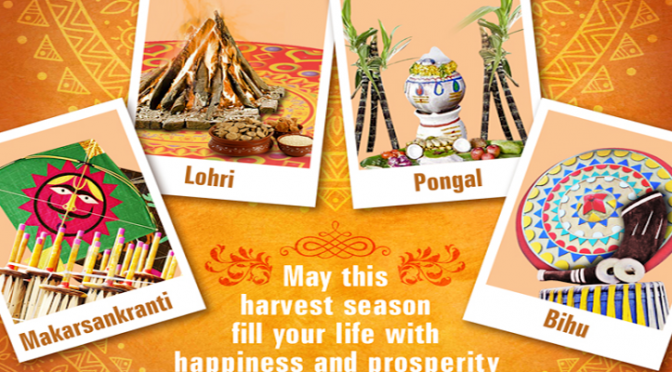 Lohri
Pongal
Makarsankranti
Bihu
May this
harvest season
fill your life with
happiness and prosperity